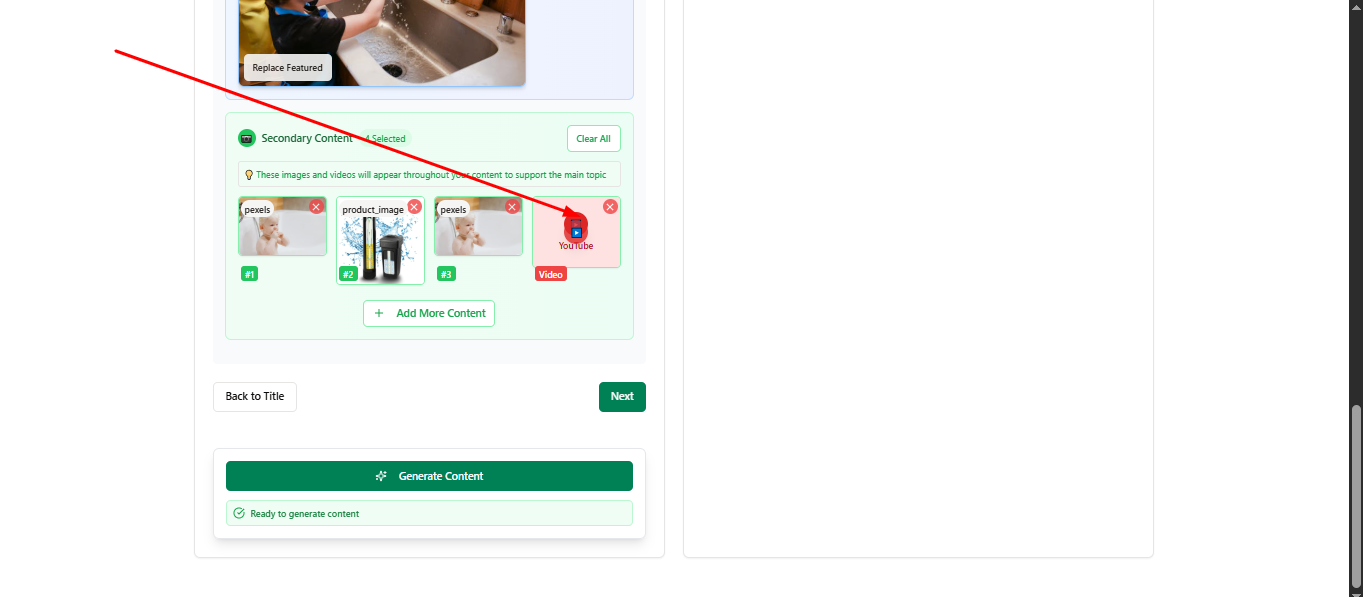 Replace Featured
Secondary Content
4 Selected
Clear All
These images and videos will appear throughout your content to support the main topic
pexels
product_image
pexels
YouTube
#1
#2
#3
Video
+ Add More Content
Back to Title
Next
Generate Content
Ready to generate content